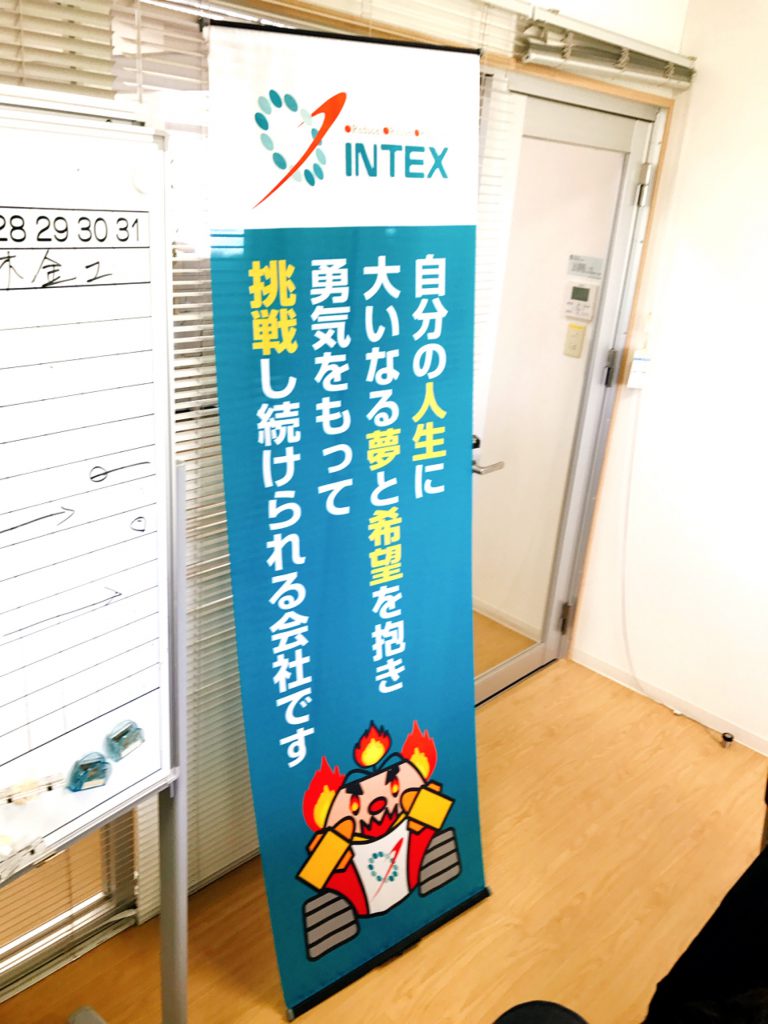 INTEX
自分の人生に
大いなる夢と希望を抱き
勇気をもって
挑戦し続けられる会社です
28 29 30 31
木 金 土